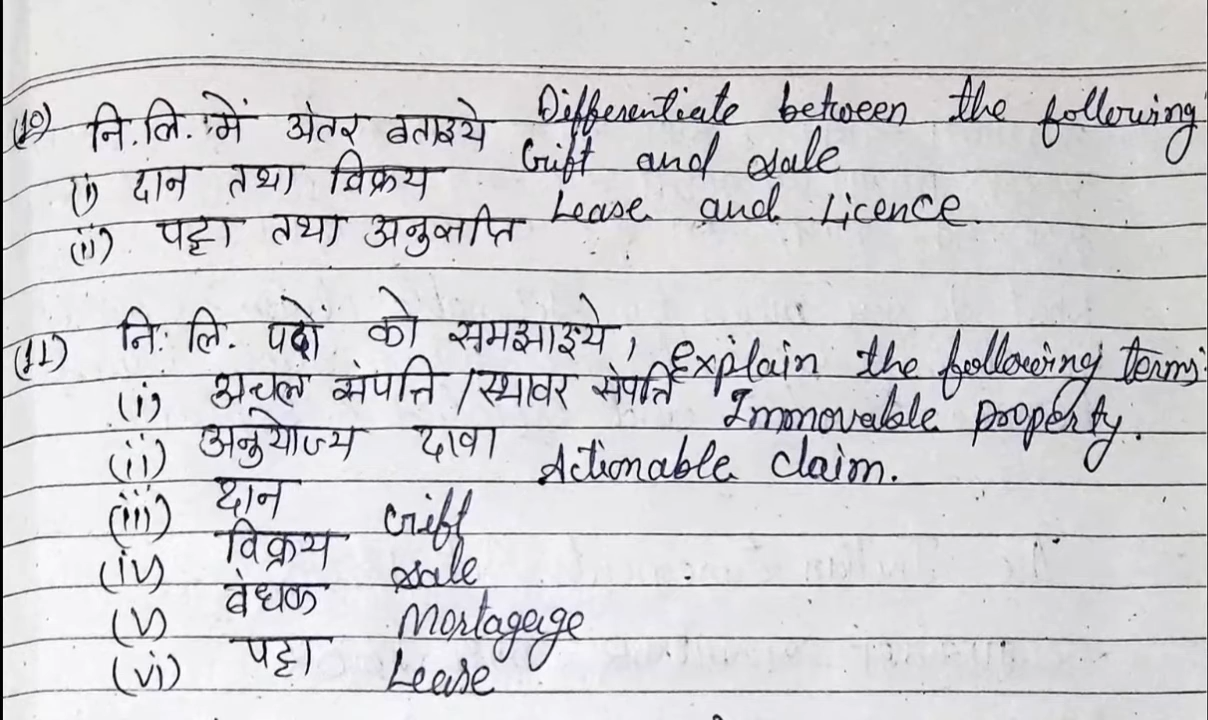 (10) नि.लि. में अंतर बताइये Differentiate between the following
(i) दान तथा विक्रय Gift and sale
(ii) पट्टा तथा अनुज्ञप्ति Lease and Licence.
(11) नि. लि. पदो को समझाइये, Explain the following terms:
(i) अचल संपत्ति / स्थावर संपत्ति Immovable property.
(ii) अनुयोज्य दावा Actionable claim.
(iii) दान Gift
(iv) विक्रय sale
(v) बंधक Mortagage
(vi) पट्टा Lease